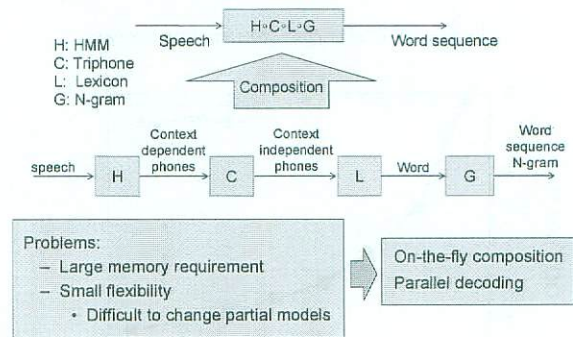 H∘C∘L∘G
Speech
Word sequence
H: HMM
C: Triphone
L: Lexicon
G: N-gram
Composition
speech
H
Context
dependent
phones
C
Context
independent
phones
L
Word
G
Word
sequence
N-gram
Problems:
– Large memory requirement
– Small flexibility
• Difficult to change partial models
On-the-fly composition
Parallel decoding